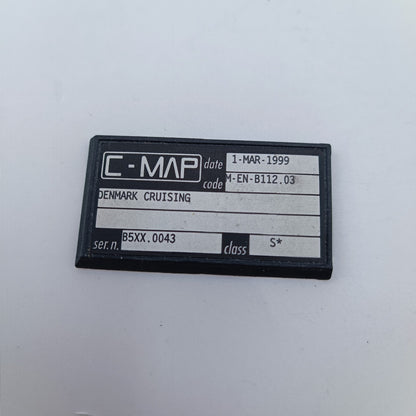 C-MAP date 1-MAR-1999
code M-EN-B112.03
DENMARK CRUISING
ser.n. B5XX.0043 class S*